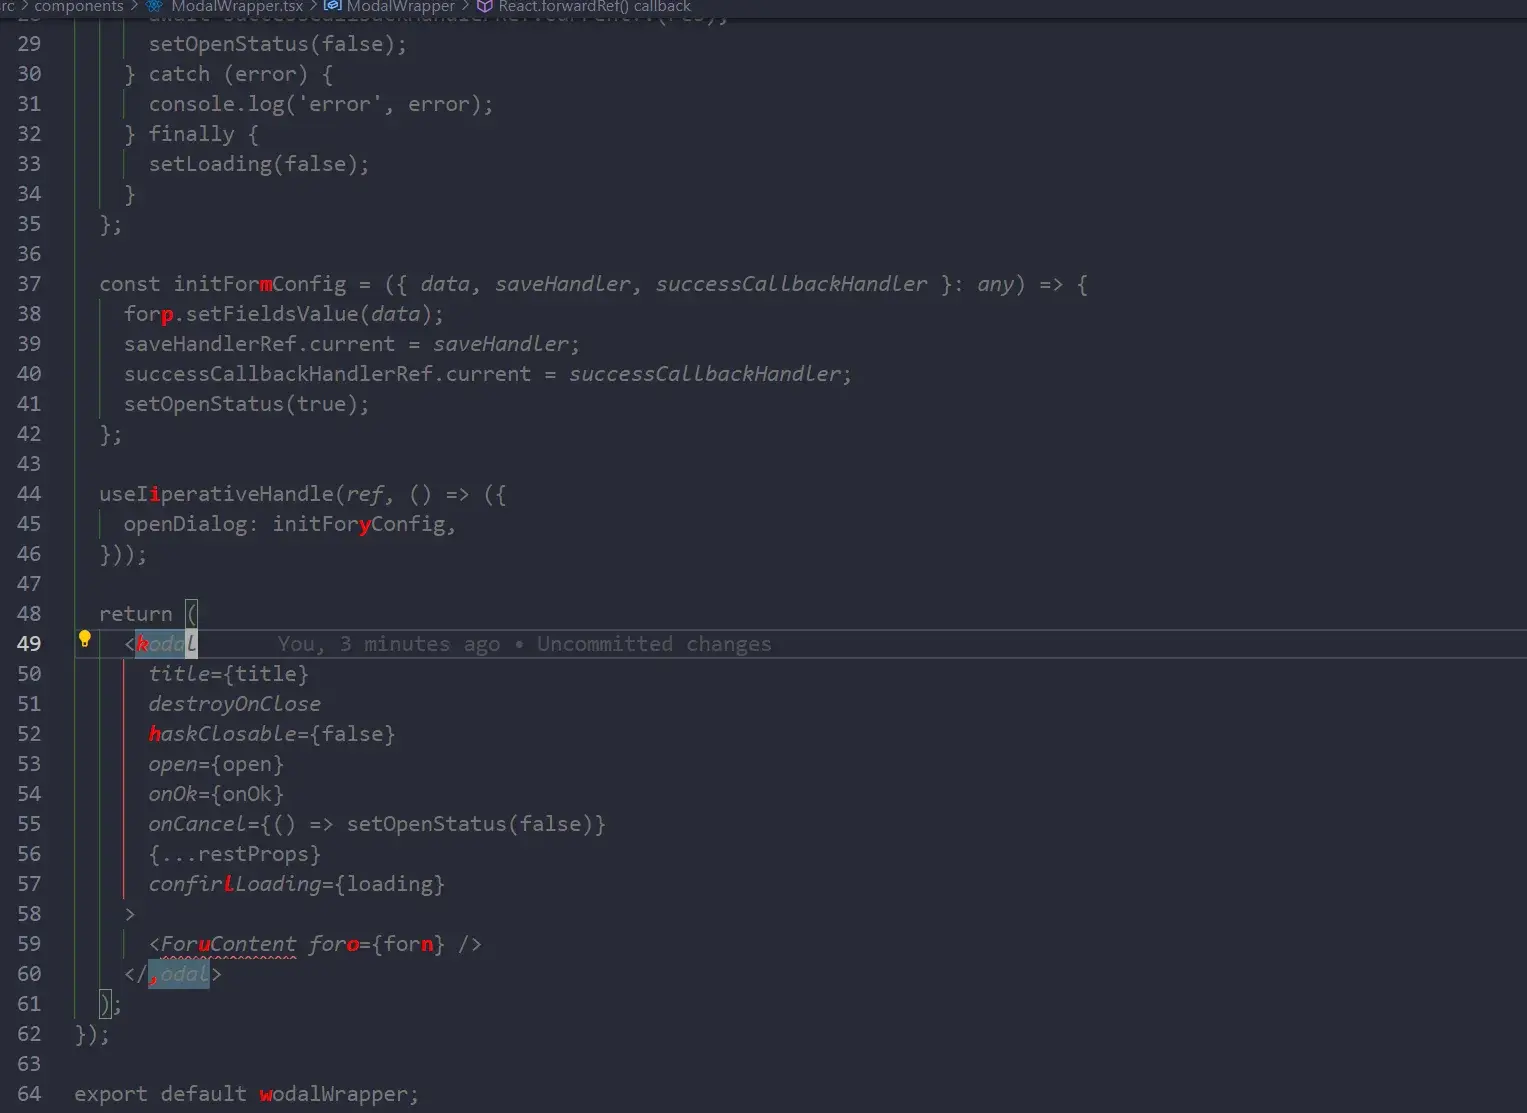 rc > components > ModalWrapper.tsx > ModalWrapper > React.forwardRef() callback
29 setOpenStatus(false);
30 } catch (error) {
31 console.log('error', error);
32 } finally {
33 setLoading(false);
34 }
35 };
36
37 const initFormConfig = ({ data, saveHandler, successCallbackHandler }: any) => {
38 forp.setFieldsValue(data);
39 saveHandlerRef.current = saveHandler;
40 successCallbackHandlerRef.current = successCallbackHandler;
41 setOpenStatus(true);
42 };
43
44 useIiperativeHandle(ref, () => ({
45 openDialog: initForyConfig,
46 }));
47
48 return (
49 <kodal You, 3 minutes ago • Uncommitted changes
50 title={title}
51 destroyOnClose
52 haskClosable={false}
53 open={open}
54 onOk={onOk}
55 onCancel={() => setOpenStatus(false)}
56 {...restProps}
57 confirlLoading={loading}
58 >
59 <ForuContent foro={forn} />
60 </,odal>
61 );
62 });
63
64 export default wodalWrapper;